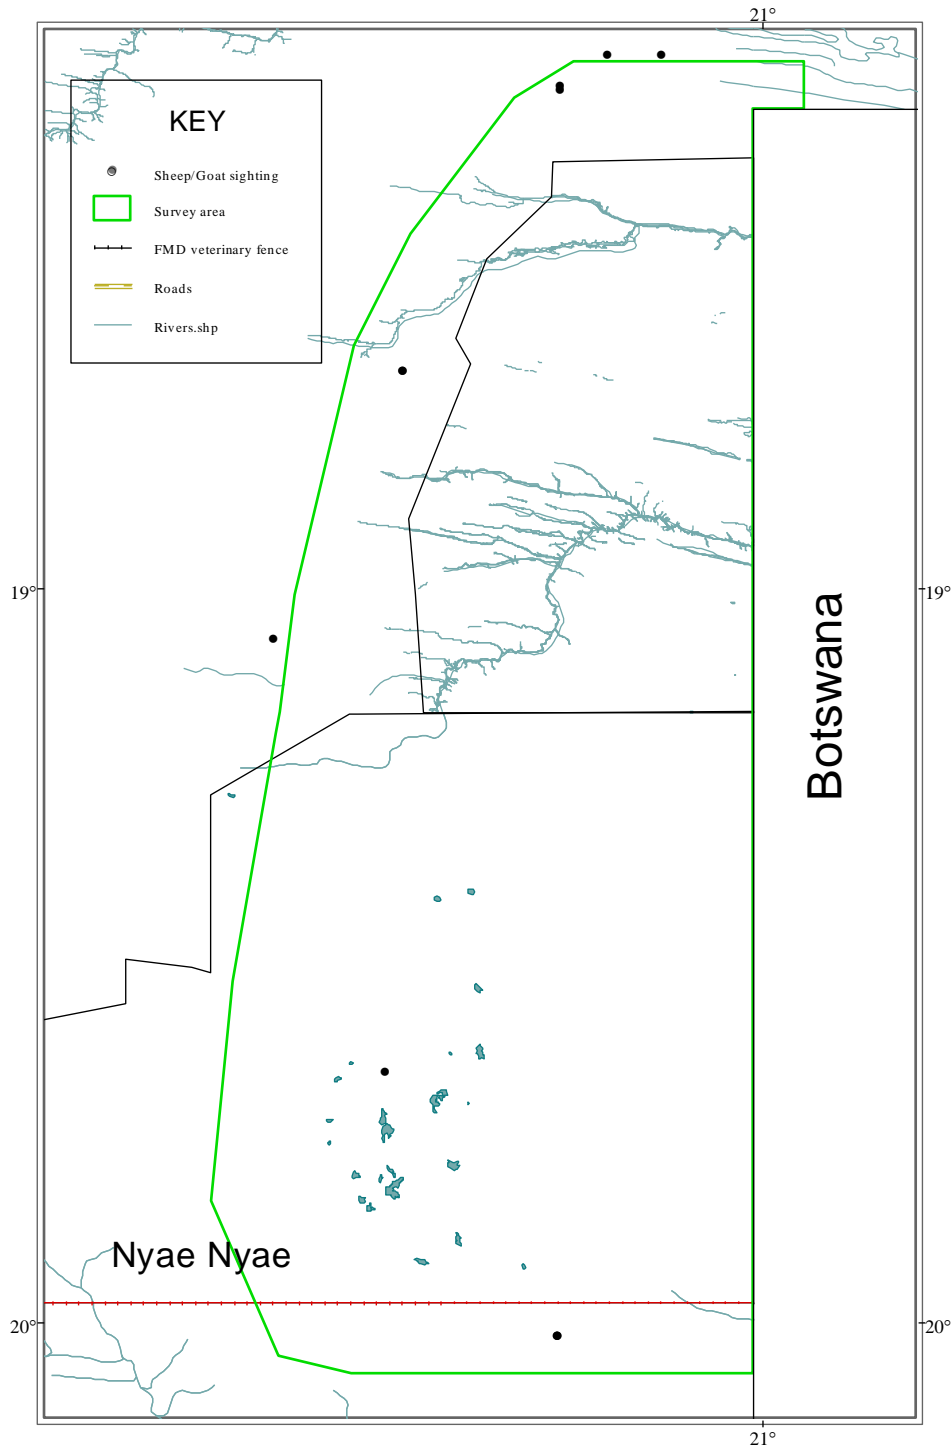 21°
KEY
Sheep/Goat sighting
Survey area
FMD veterinary fence
Roads
Rivers.shp
19°
19°
Botswana
Nyae Nyae
20°
20°
21°